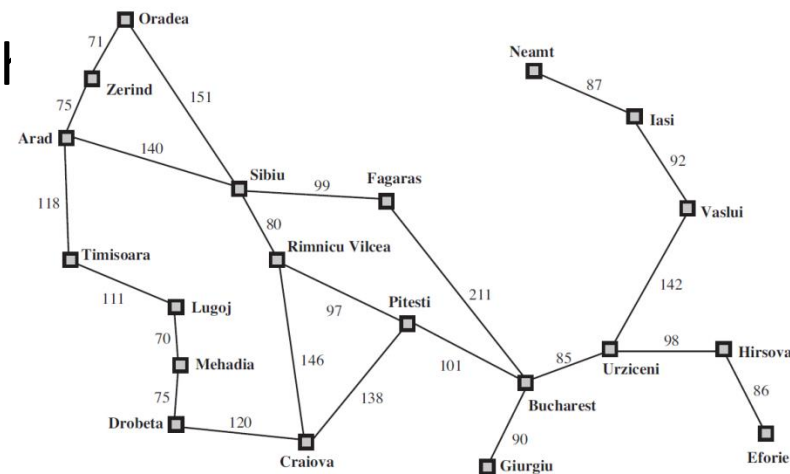 Oradea
71
Neamt
Zerind
87
151
75
Iasi
Arad
140
92
Sibiu
Fagaras
99
118
Vaslui
80
Timisoara
Rimnicu Vilcea
142
111
211
Lugoj
97
Pitesti
70
98
Hirsova
146
85
Mehadia
101
Urziceni
75
138
86
Bucharest
Drobeta
120
90
Craiova
Eforie
Giurgiu